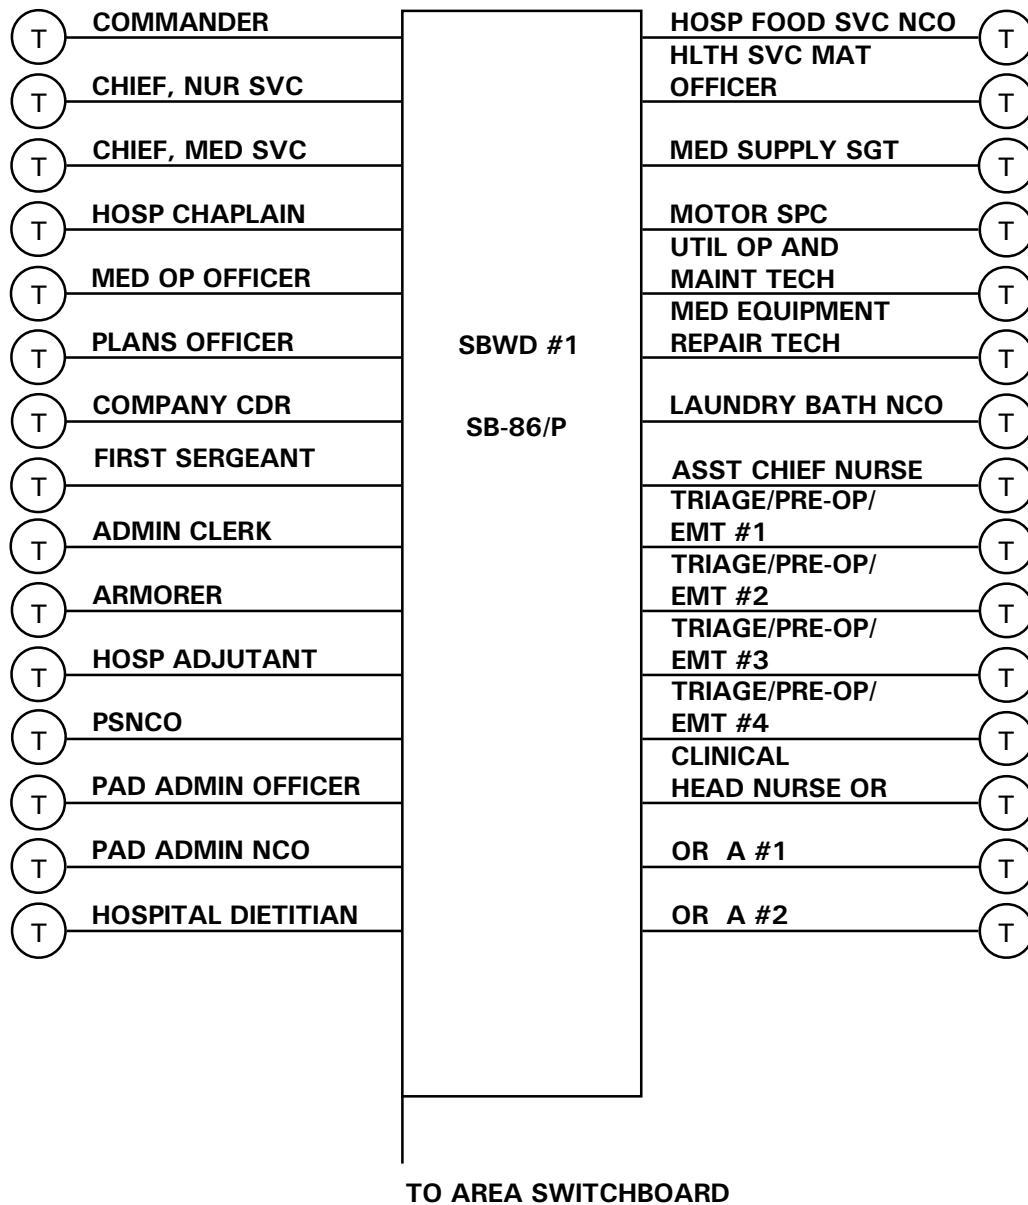 T
COMMANDER
T
CHIEF, NUR SVC
T
CHIEF, MED SVC
T
HOSP CHAPLAIN
T
MED OP OFFICER
T
PLANS OFFICER
T
COMPANY CDR
T
FIRST SERGEANT
T
ADMIN CLERK
T
ARMORER
T
HOSP ADJUTANT
T
PSNCO
T
PAD ADMIN OFFICER
T
PAD ADMIN NCO
T
HOSPITAL DIETITIAN
SBWD #1
SB-86/P
HOSP FOOD SVC NCO
T
HLTH SVC MAT
OFFICER
T
MED SUPPLY SGT
T
MOTOR SPC
T
UTIL OP AND
MAINT TECH
T
MED EQUIPMENT
REPAIR TECH
T
LAUNDRY BATH NCO
T
ASST CHIEF NURSE
T
TRIAGE/PRE-OP/
EMT #1
T
TRIAGE/PRE-OP/
EMT #2
T
TRIAGE/PRE-OP/
EMT #3
T
TRIAGE/PRE-OP/
EMT #4
T
CLINICAL
HEAD NURSE OR
T
OR A #1
T
OR A #2
T
TO AREA SWITCHBOARD